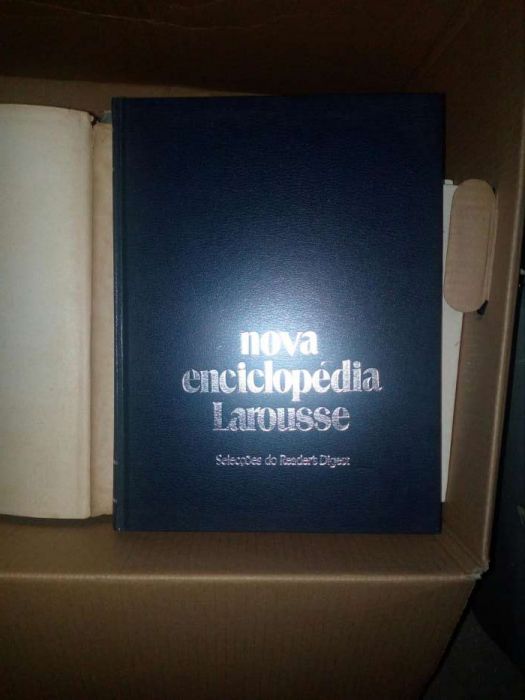 nova
enciclopédia
Larousse
Selecções do Reader's Digest